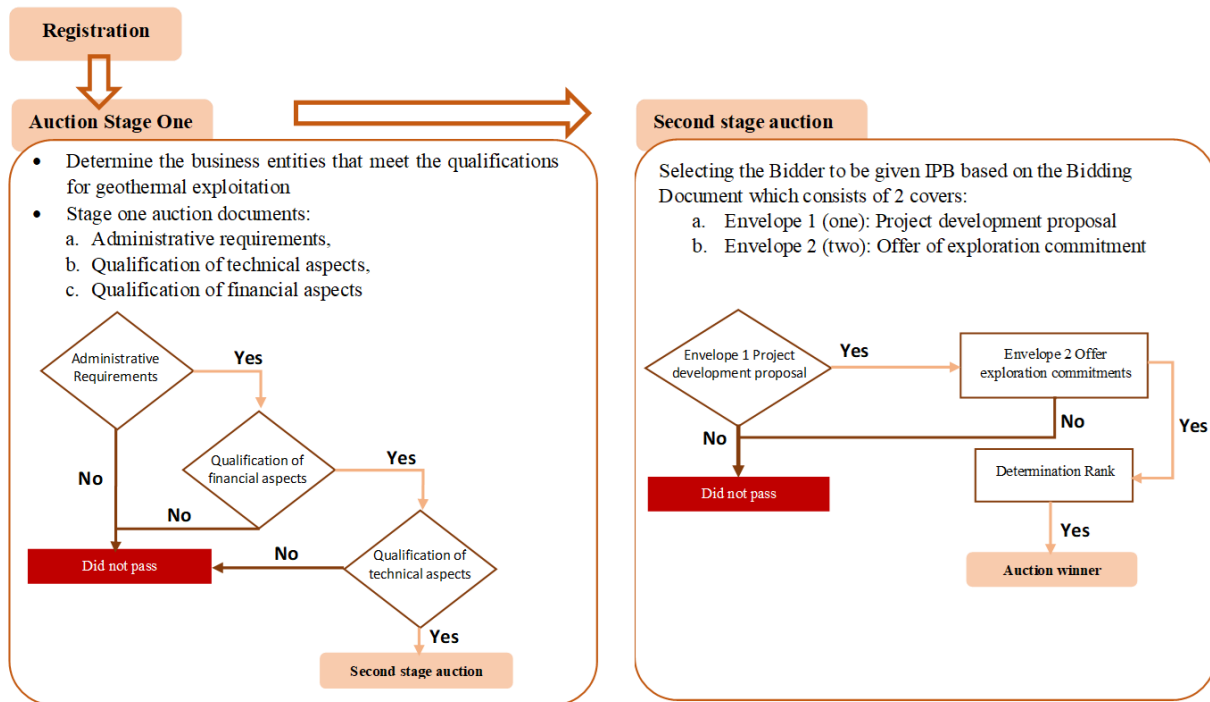 Registration
Auction Stage One
• Determine the business entities that meet the qualifications
for geothermal exploitation
• Stage one auction documents:
a. Administrative requirements,
b. Qualification of technical aspects,
c. Qualification of financial aspects
Administrative
Requirements
Yes
No
Qualification of
financial aspects
Yes
No
Qualification of
technical aspects
No
Did not pass
Yes
Second stage auction
Second stage auction
Selecting the Bidder to be given IPB based on the Bidding
Document which consists of 2 covers:
a. Envelope 1 (one): Project development proposal
b. Envelope 2 (two): Offer of exploration commitment
Envelope 1 Project
development proposal
Yes
Envelope 2 Offer
exploration commitments
No
No
Yes
Did not pass
Determination Rank
Yes
Auction winner